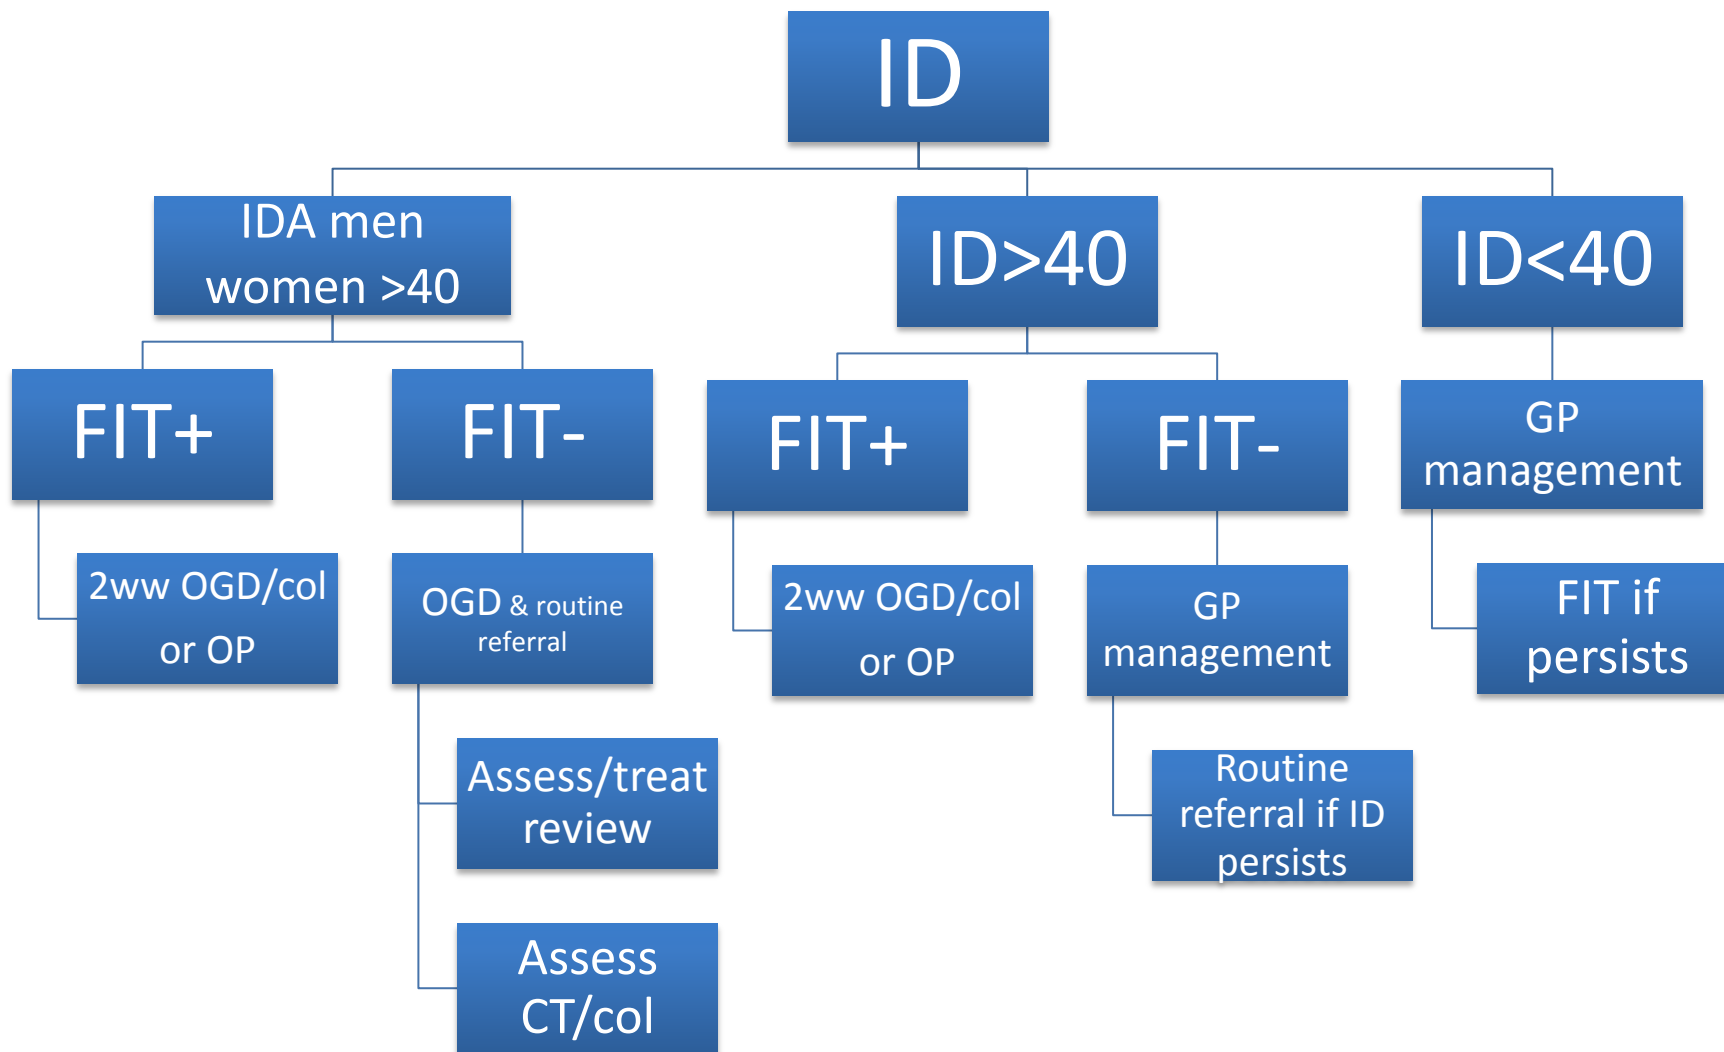 ID
IDA men
women >40
ID>40
ID<40
FIT+
FIT-
FIT+
FIT-
GP
management
2ww OGD/col
or OP
OGD & routine
referral
2ww OGD/col
or OP
GP
management
FIT if
persists
Assess/treat
review
Routine
referral if ID
persists
Assess
CT/col